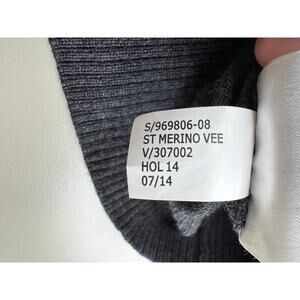 S/969806-08
ST MERINO VEE
V/307002
HOL 14
07/14